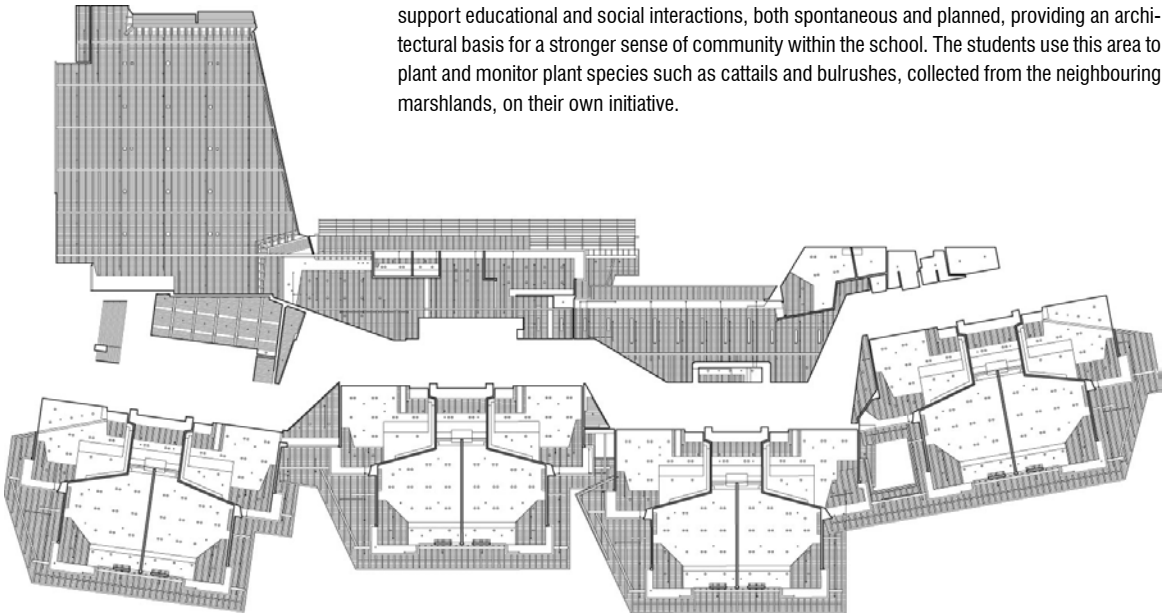 support educational and social interactions, both spontaneous and planned, providing an archi-
tectural basis for a stronger sense of community within the school. The students use this area to
plant and monitor plant species such as cattails and bulrushes, collected from the neighbouring
marshlands, on their own initiative.